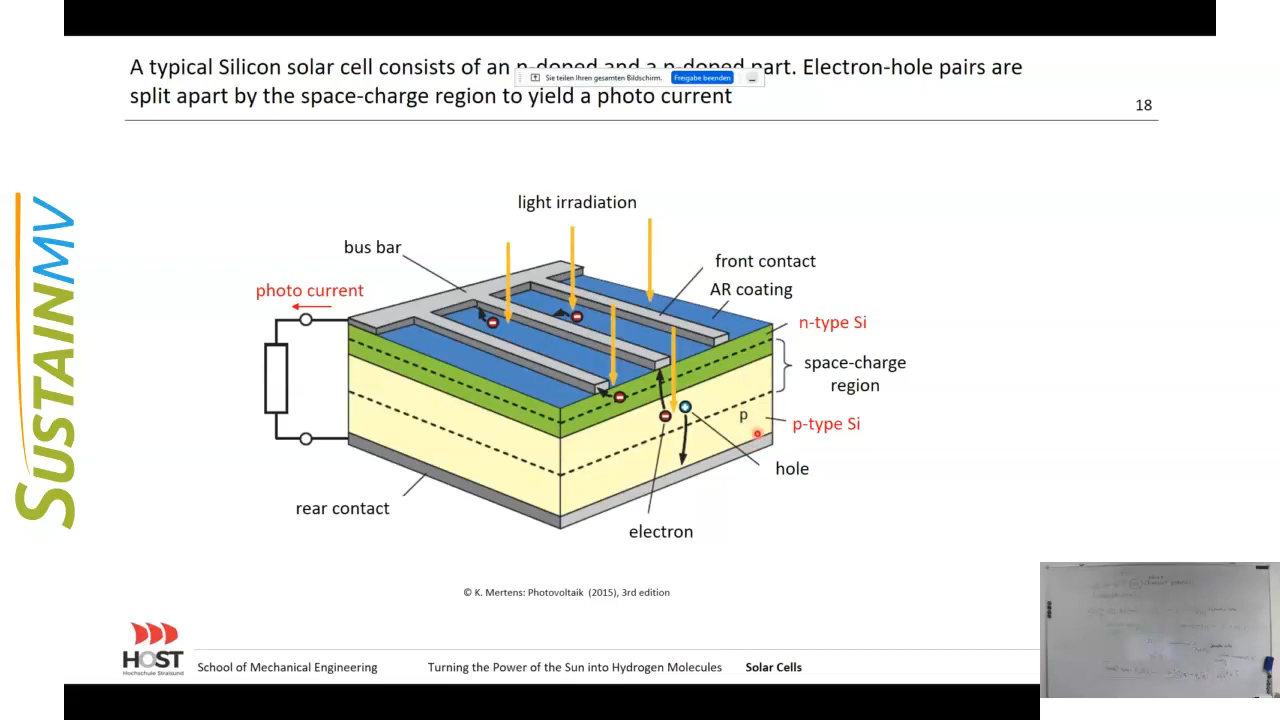 A typical Silicon solar cell consists of an n-doped and a p-doped part. Electron-hole pairs are
Sie teilen Ihren gesamten Bildschirm. Freigabe beenden
split apart by the space-charge region to yield a photo current
18
SUSTAINMV
light irradiation
bus bar
front contact
photo current
AR coating
n-type Si
space-charge
region
p
p-type Si
hole
rear contact
electron
© K. Mertens: Photovoltaik (2015), 3rd edition
HOST
Hochschule Stralsund
School of Mechanical Engineering Turning the Power of the Sun into Hydrogen Molecules Solar Cells